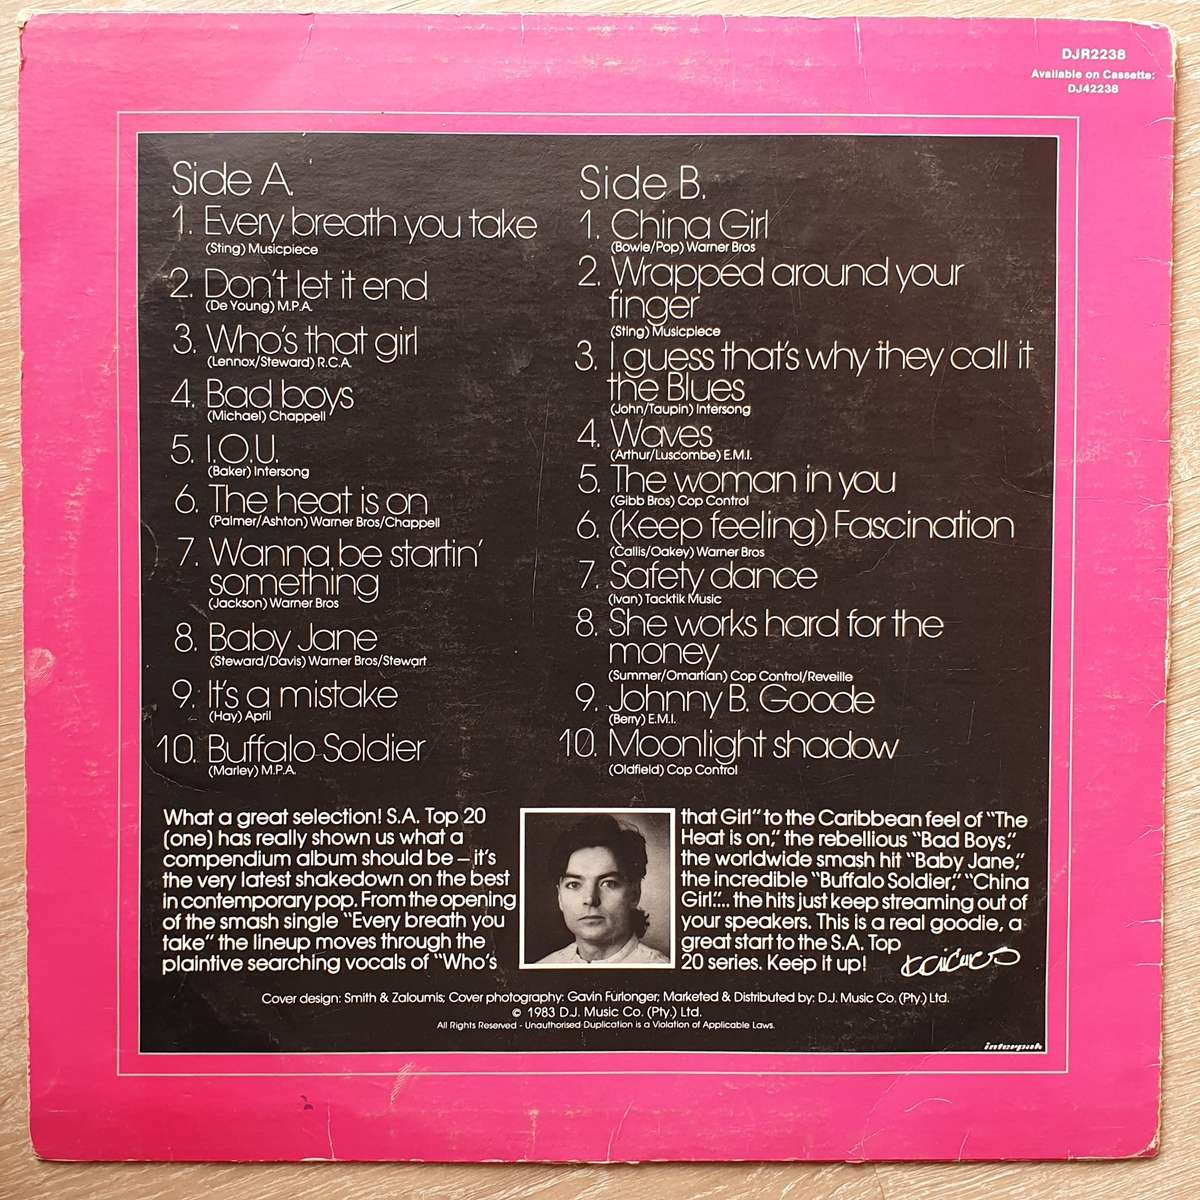 DJR2238
Available on Cassette:
DJ42238
Side A.
1. Every breath you take
(Sting) Musicpiece
2. Don't let it end
(De Young) M.P.A.
3. Who's that girl
(Lennox/Steward) R.C.A.
4. Bad boys
(Michael) Chappell
5. I.O.U.
(Baker) Intersong
6. The heat is on
(Palmer/Ashton) Warner Bros/Chappell
7. Wanna be startin'
something
(Jackson) Warner Bros
8. Baby Jane
(Steward/Davis) Warner Bros/Stewart
9. It's a mistake
(Hay) April
10. Buffalo Soldier
(Marley) M.P.A.
Side B.
1. China Girl
(Bowie/Pop) Warner Bros
2. Wrapped around your
finger
(Sting) Musicpiece
3. I guess that's why they call it
the Blues
(John/Taupin) Intersong
4. Waves
(Arthur/Luscombe) E.M.I.
5. The woman in you
(Gibb Bros) Cop Control
6. (Keep feeling) Fascination
(Callis/Oakey) Warner Bros
7. Safety dance
(Ivan) Tacktik Music
8. She works hard for the
money
(Summer/Omartian) Cop Control/Reveille
9. Johnny B. Goode
(Berry) E.M.I.
10. Moonlight shadow
(Oldfield) Cop Control
What a great selection! S.A. Top 20
(one) has really shown us what a
compendium album should be – it's
the very latest shakedown on the best
in contemporary pop. From the opening
of the smash single "Every breath you
take" the lineup moves through the
plaintive searching vocals of "Who's
that Girl" to the Caribbean feel of "The
Heat is on," the rebellious "Bad Boys,"
the worldwide smash hit "Baby Jane,"
the incredible "Buffalo Soldier," "China
Girl"... the hits just keep streaming out of
your speakers. This is a real goodie, a
great start to the S.A. Top
20 series. Keep it up!
Cover design: Smith & Zaloumis; Cover photography: Gavin Furlonger; Marketed & Distributed by: D.J. Music Co. (Pty.) Ltd.
© 1983 D.J. Music Co. (Pty.) Ltd.
All Rights Reserved - Unauthorised Duplication is a Violation of Applicable Laws.
interpak